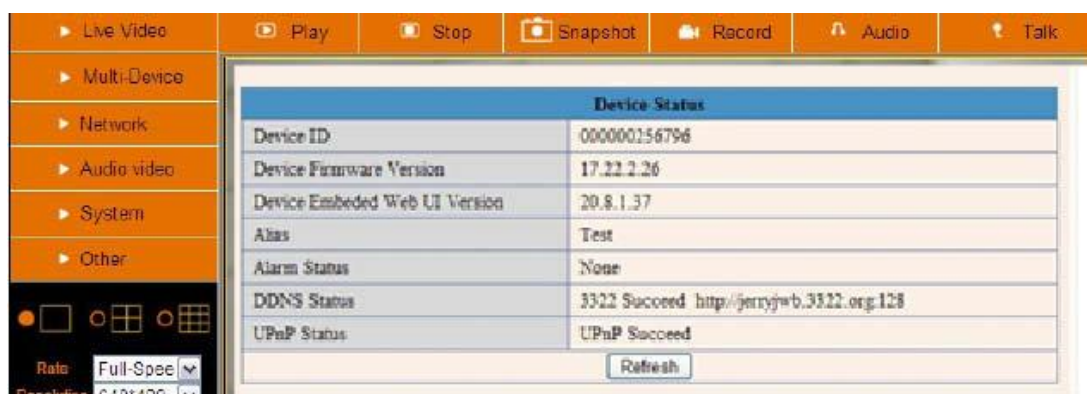 Live Video
Play Stop Snapshot Record Audio Talk
Multi-Device
Network
Audio video
System
Other
Device Status
Device ID 000000256796
Device Firmware Version 17.22.2.26
Device Embeded Web UI Version 20.8.1.37
Alias Test
Alarm Status None
DDNS Status 3322 Succeed http://jerryjwb.3322.org:128
UPnP Status UPnP Succeed
Refresh
Rate Full-Spee